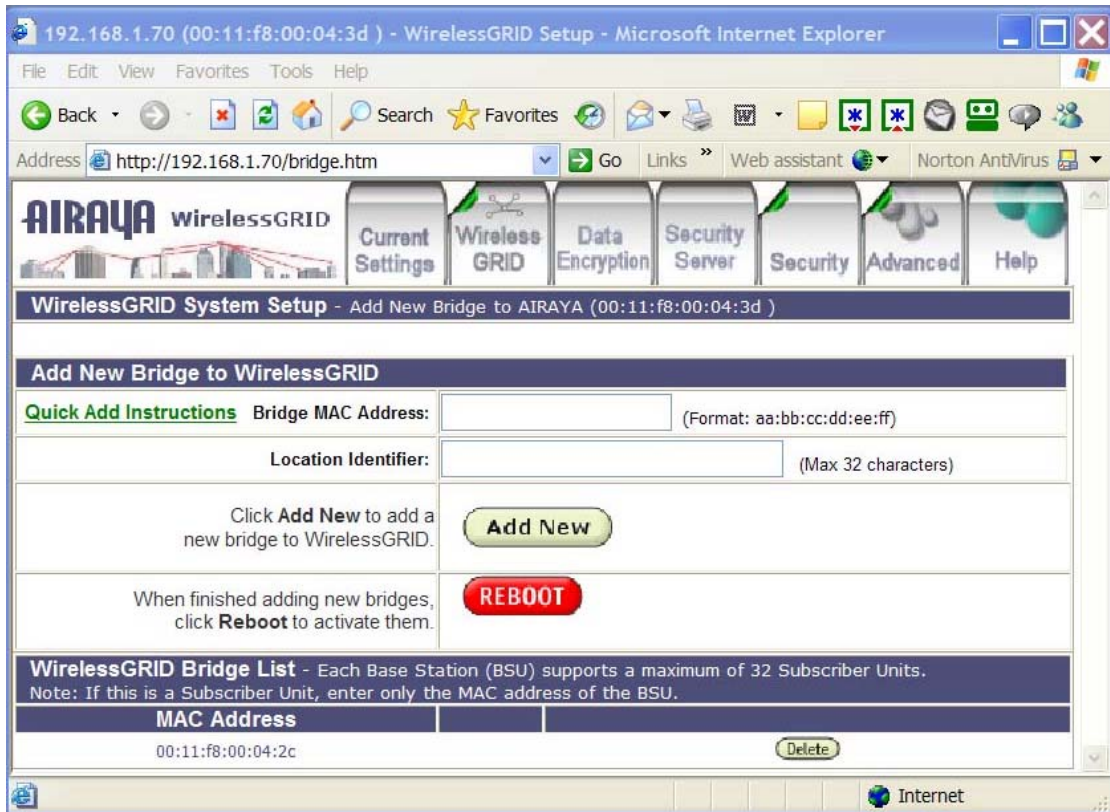 192.168.1.70 (00:11:f8:00:04:3d ) - WirelessGRID Setup - Microsoft Internet Explorer
File Edit View Favorites Tools Help
Back Search Favorites
Address http://192.168.1.70/bridge.htm Go Links » Web assistant Norton AntiVirus
AIRAYA WirelessGRID
Current Settings
Wireless GRID
Data Encryption
Security Server
Security
Advanced
Help
WirelessGRID System Setup - Add New Bridge to AIRAYA (00:11:f8:00:04:3d )
Add New Bridge to WirelessGRID
Quick Add Instructions Bridge MAC Address: (Format: aa:bb:cc:dd:ee:ff)
Location Identifier: (Max 32 characters)
Click Add New to add a
new bridge to WirelessGRID.
Add New
When finished adding new bridges,
click Reboot to activate them.
REBOOT
WirelessGRID Bridge List - Each Base Station (BSU) supports a maximum of 32 Subscriber Units.
Note: If this is a Subscriber Unit, enter only the MAC address of the BSU.
MAC Address
00:11:f8:00:04:2c Delete
Internet